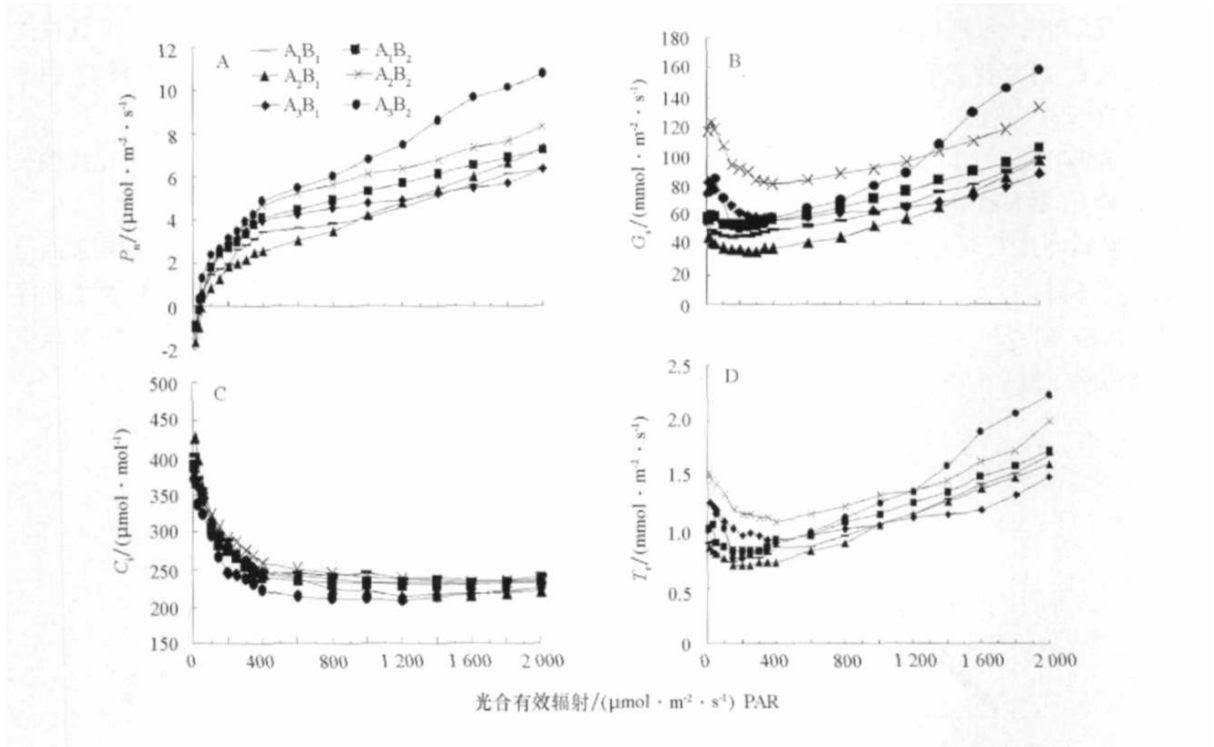 A
A₁B₁ A₁B₂
A₂B₁ A₂B₂
A₃B₁ A₃B₂
Pₙ/(μmol · m⁻² · s⁻¹)
12
10
8
6
4
2
0
-2
B
Gₛ/(mmol · m⁻² · s⁻¹)
180
160
140
120
100
80
60
40
20
0
C
Cᵢ/(μmol · mol⁻¹)
500
450
400
350
300
250
200
150
0 400 800 1 200 1 600 2 000
D
Tᵣ/(mmol · m⁻² · s⁻¹)
2.5
2.0
1.5
1.0
0.5
0
0 400 800 1 200 1 600 2 000
光合有效辐射/(μmol · m⁻² · s⁻¹) PAR